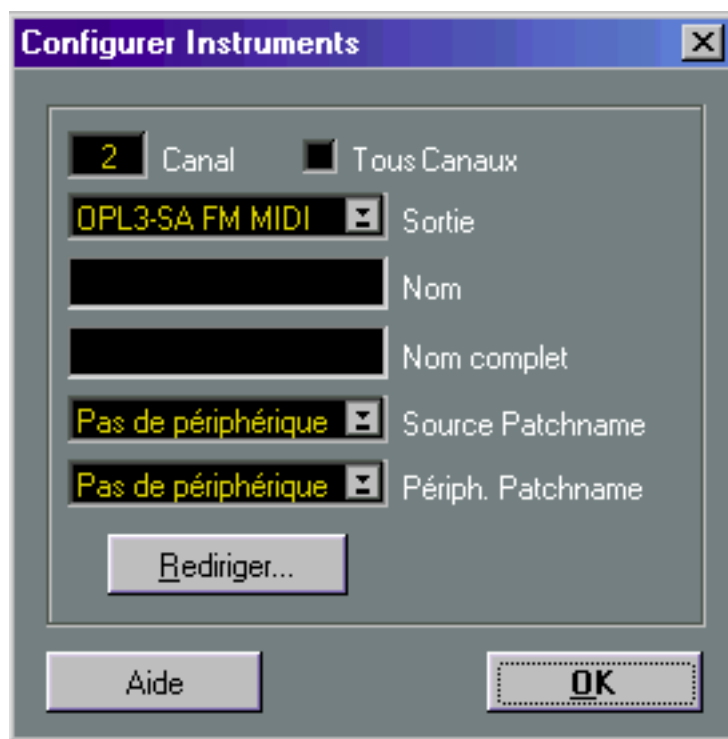 Configurer Instruments
2 Canal Tous Canaux
OPL3-SA FM MIDI Sortie
Nom
Nom complet
Pas de périphérique Source Patchname
Pas de périphérique Périph. Patchname
Rediriger...
Aide OK